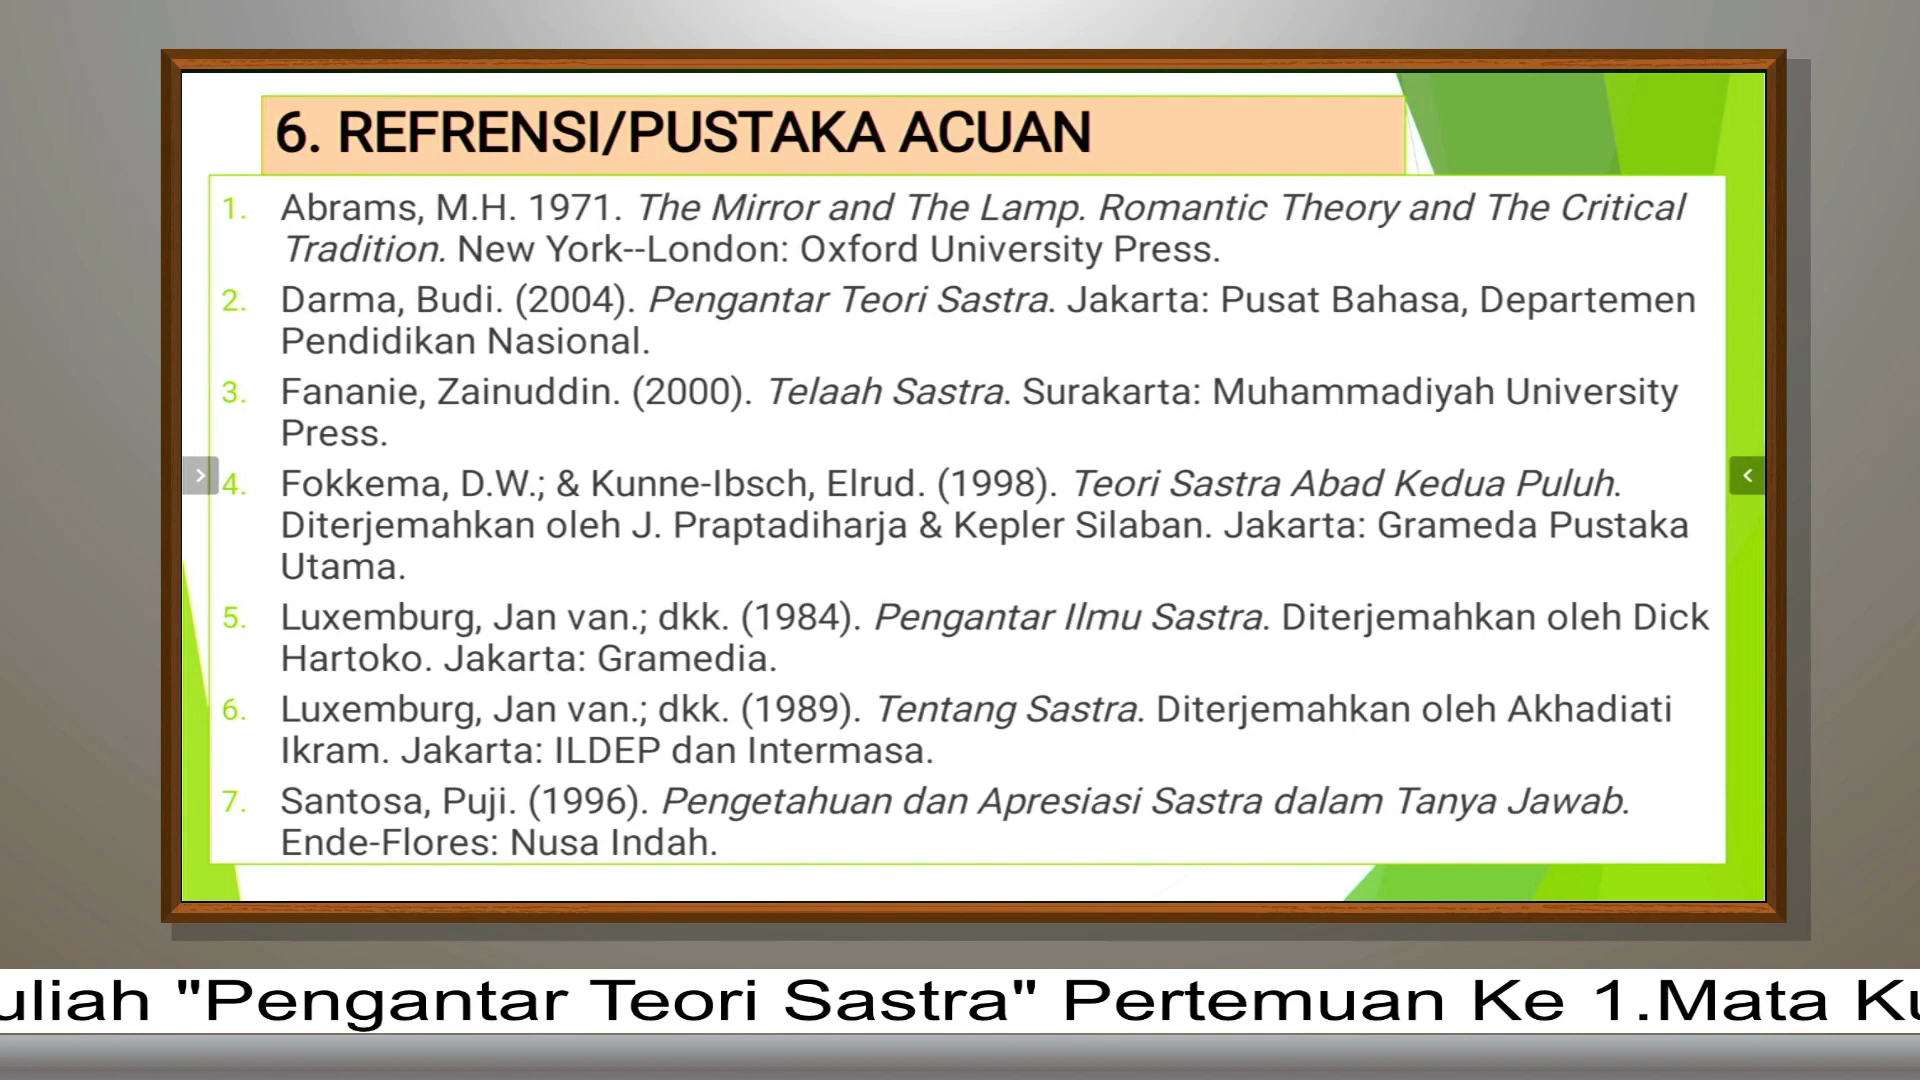 6. REFRENSI/PUSTAKA ACUAN
1. Abrams, M.H. 1971. The Mirror and The Lamp. Romantic Theory and The Critical
Tradition. New York--London: Oxford University Press.
2. Darma, Budi. (2004). Pengantar Teori Sastra. Jakarta: Pusat Bahasa, Departemen
Pendidikan Nasional.
3. Fananie, Zainuddin. (2000). Telaah Sastra. Surakarta: Muhammadiyah University
Press.
4. Fokkema, D.W.; & Kunne-Ibsch, Elrud. (1998). Teori Sastra Abad Kedua Puluh.
Diterjemahkan oleh J. Praptadiharja & Kepler Silaban. Jakarta: Grameda Pustaka
Utama.
5. Luxemburg, Jan van.; dkk. (1984). Pengantar Ilmu Sastra. Diterjemahkan oleh Dick
Hartoko. Jakarta: Gramedia.
6. Luxemburg, Jan van.; dkk. (1989). Tentang Sastra. Diterjemahkan oleh Akhadiati
Ikram. Jakarta: ILDEP dan Intermasa.
7. Santosa, Puji. (1996). Pengetahuan dan Apresiasi Sastra dalam Tanya Jawab.
Ende-Flores: Nusa Indah.
uliah "Pengantar Teori Sastra" Pertemuan Ke 1.Mata Ku